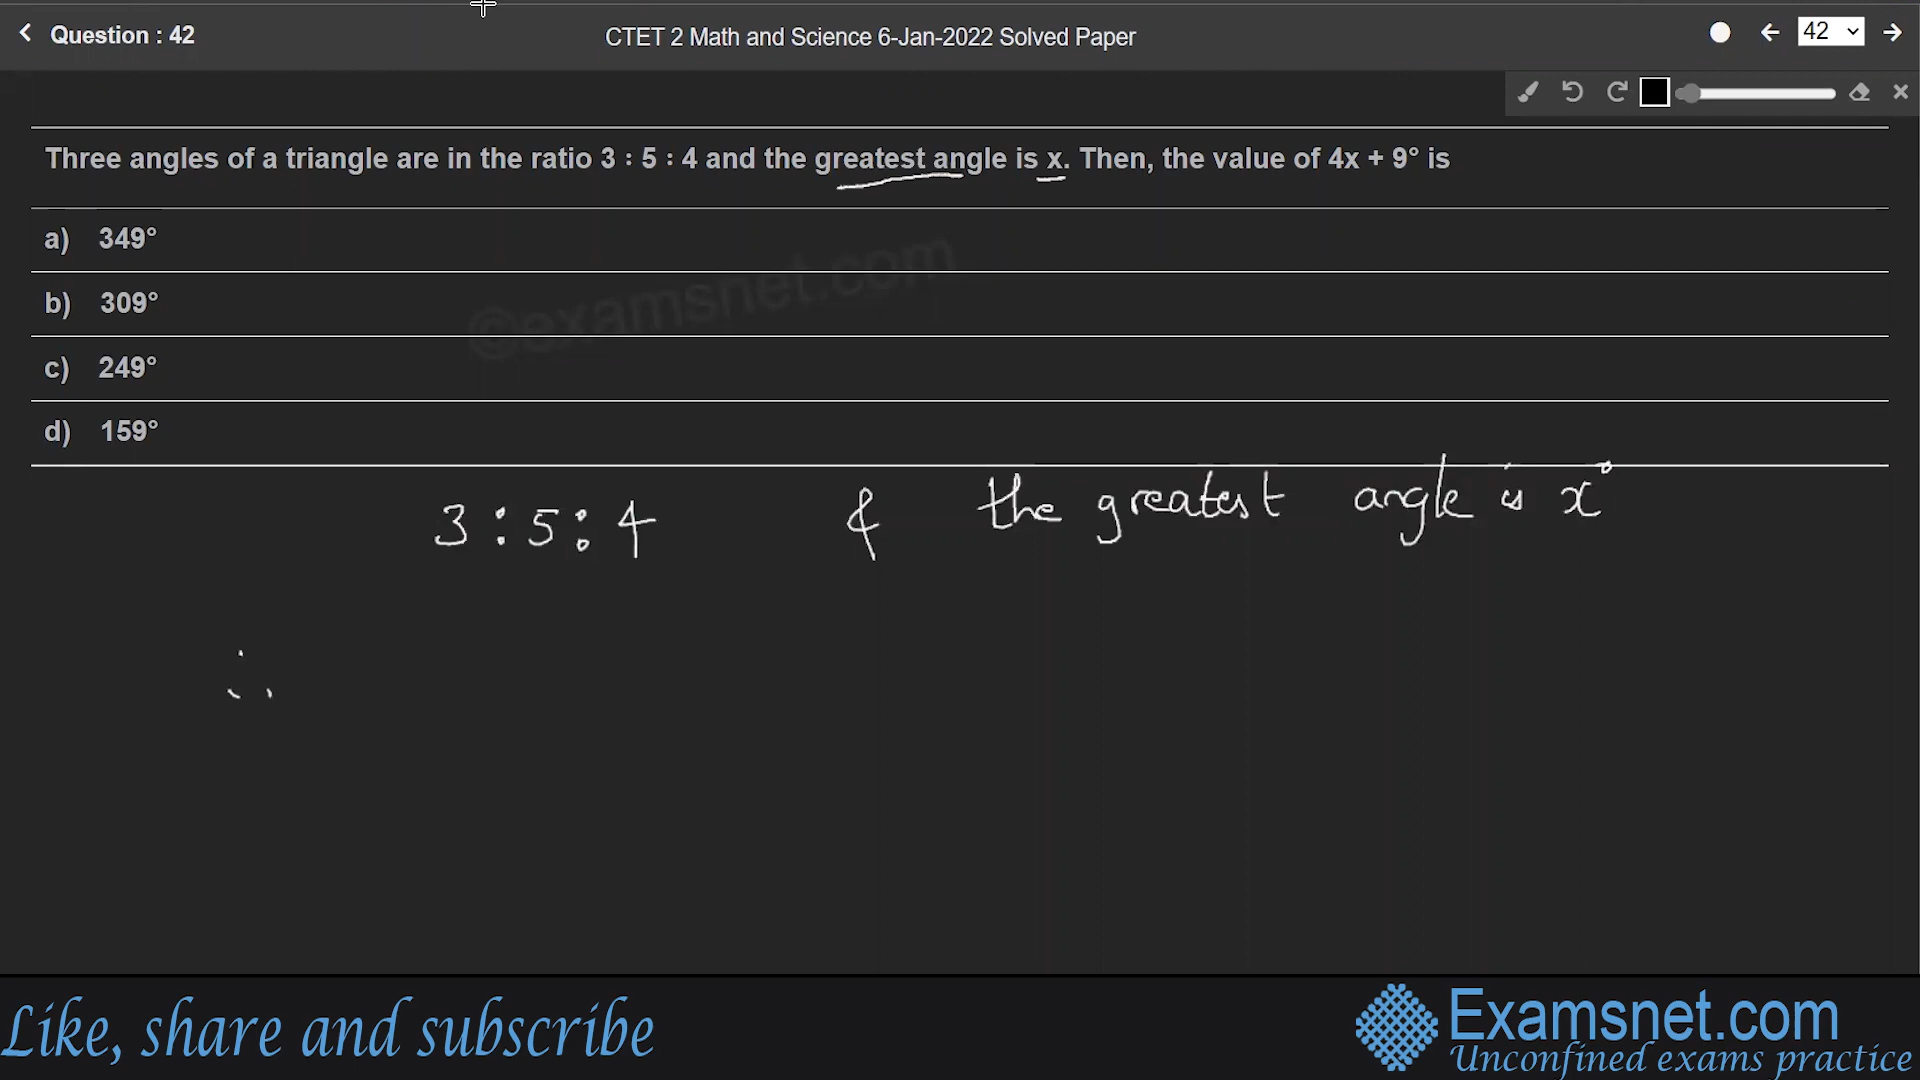 Question : 42
CTET 2 Math and Science 6-Jan-2022 Solved Paper
42
Three angles of a triangle are in the ratio 3 : 5 : 4 and the greatest angle is x. Then, the value of 4x + 9° is
a) 349°
b) 309°
©examsnet.com
c) 249°
d) 159°
3 : 5 : 4 & the greatest angle is x°
∴
Like, share and subscribe
Examsnet.com
Unconfined exams practice